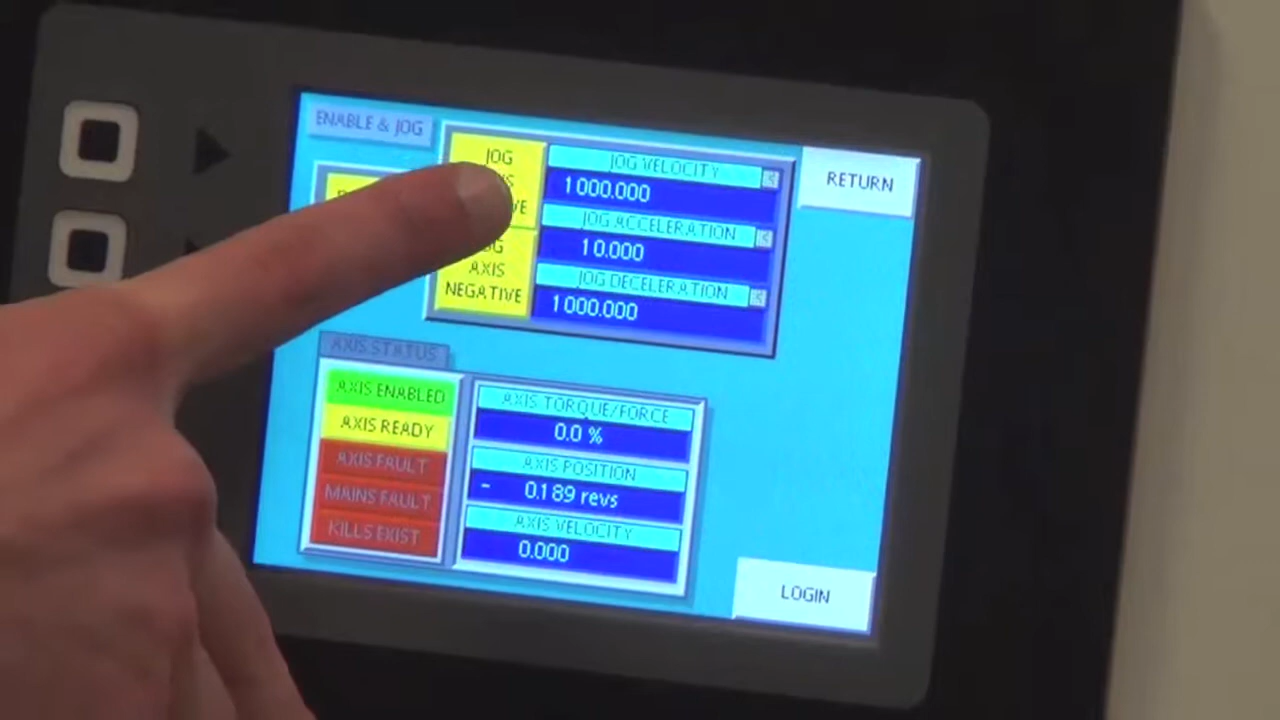 ENABLE & JOG
JOG
JOG
AXIS
NEGATIVE
JOG VELOCITY
1000.000
JOG ACCELERATION
10.000
JOG DECELERATION
1000.000
RETURN
AXIS STATUS
AXIS ENABLED
AXIS READY
AXIS FAULT
MAINS FAULT
KILLS EXIST
AXIS TORQUE/FORCE
0.0 %
AXIS POSITION
- 0.189 revs
AXIS VELOCITY
0.000
LOGIN